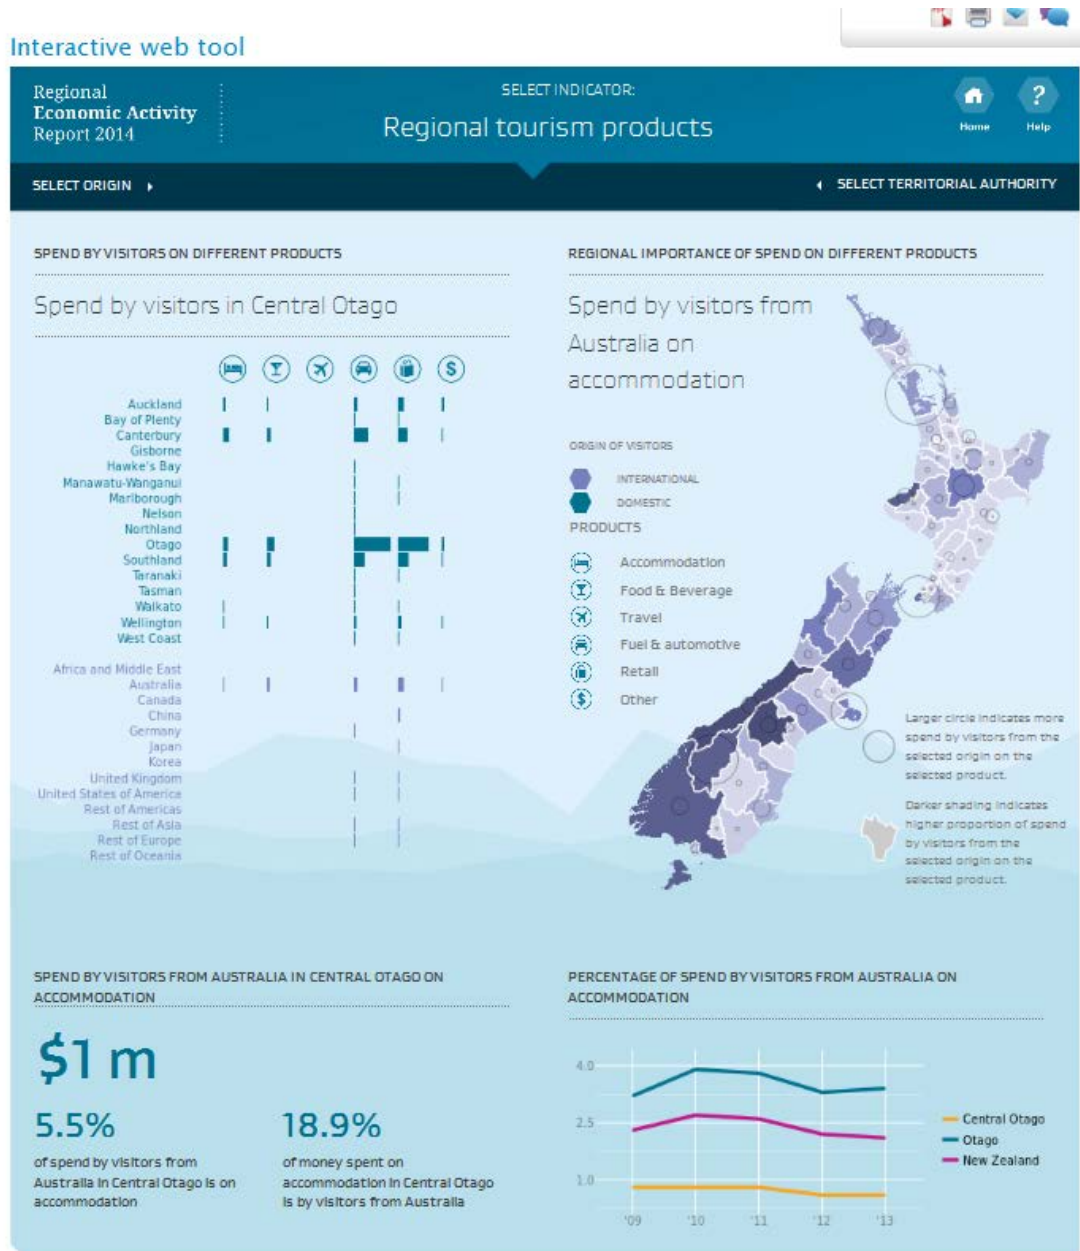 Interactive web tool
Regional
Economic Activity
Report 2014
SELECT INDICATOR:
Regional tourism products
Home
Help
SELECT ORIGIN
SELECT TERRITORIAL AUTHORITY
SPEND BY VISITORS ON DIFFERENT PRODUCTS
Spend by visitors in Central Otago
Auckland
Bay of Plenty
Canterbury
Gisborne
Hawke's Bay
Manawatu-Wanganui
Marlborough
Nelson
Northland
Otago
Southland
Taranaki
Tasman
Waikato
Wellington
West Coast
Africa and Middle East
Australia
Canada
China
Germany
Japan
Korea
United Kingdom
United States of America
Rest of Americas
Rest of Asia
Rest of Europe
Rest of Oceania
REGIONAL IMPORTANCE OF SPEND ON DIFFERENT PRODUCTS
Spend by visitors from
Australia on
accommodation
ORIGIN OF VISITORS
INTERNATIONAL
DOMESTIC
PRODUCTS
Accommodation
Food & Beverage
Travel
Fuel & automotive
Retail
$ Other
Larger circle indicates more
spend by visitors from the
selected origin on the
selected product.
Darker shading indicates
higher proportion of spend
by visitors from the
selected origin on the
selected product.
SPEND BY VISITORS FROM AUSTRALIA IN CENTRAL OTAGO ON
ACCOMMODATION
$1 m
5.5%
of spend by visitors from
Australia in Central Otago is on
accommodation
18.9%
of money spent on
accommodation in Central Otago
is by visitors from Australia
PERCENTAGE OF SPEND BY VISITORS FROM AUSTRALIA ON
ACCOMMODATION
4.0
2.5
1.0
'09 '10 '11 '12 '13
Central Otago
Otago
New Zealand